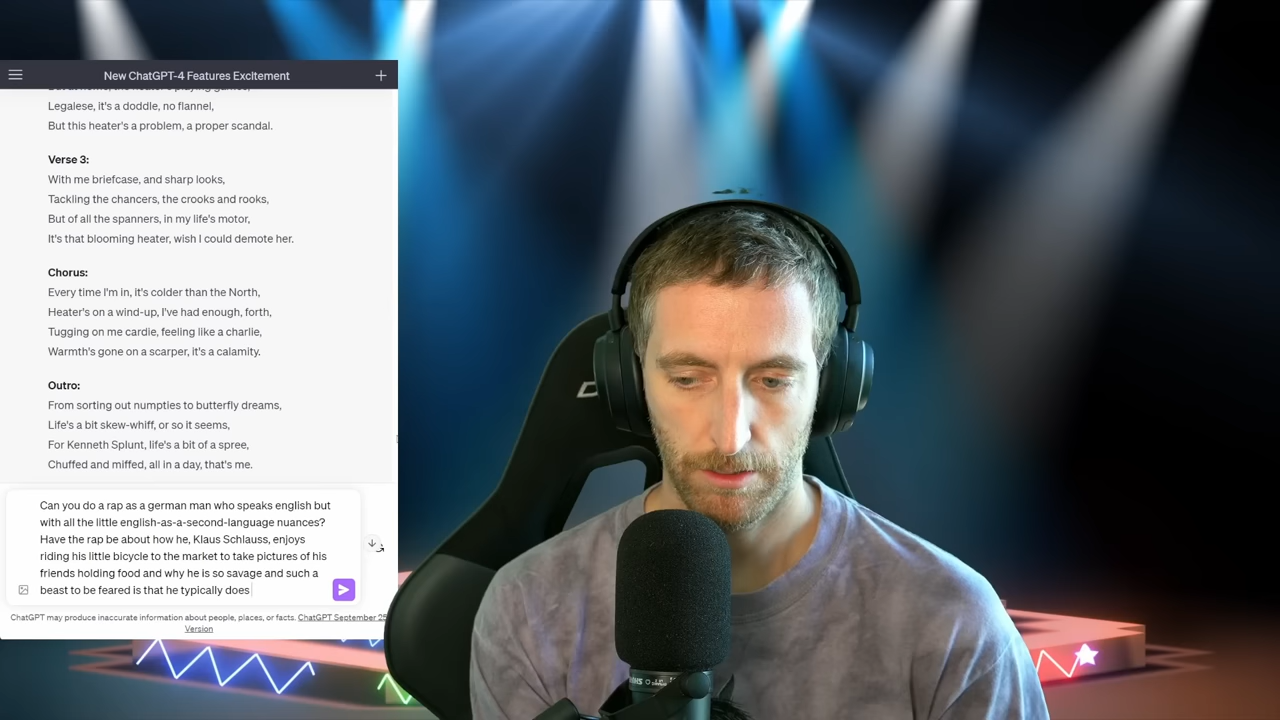 New ChatGPT-4 Features Excitement
Legalese, it's a doddle, no flannel,
But this heater's a problem, a proper scandal.
Verse 3:
With me briefcase, and sharp looks,
Tackling the chancers, the crooks and rooks,
But of all the spanners, in my life's motor,
It's that blooming heater, wish I could demote her.
Chorus:
Every time I'm in, it's colder than the North,
Heater's on a wind-up, I've had enough, forth,
Tugging on me cardie, feeling like a charlie,
Warmth's gone on a scarper, it's a calamity.
Outro:
From sorting out numpties to butterfly dreams,
Life's a bit skew-whiff, or so it seems,
For Kenneth Splunt, life's a bit of a spree,
Chuffed and miffed, all in a day, that's me.
Can you do a rap as a german man who speaks english but
with all the little english-as-a-second-language nuances?
Have the rap be about how he, Klaus Schlauss, enjoys
riding his little bicycle to the market to take pictures of his
friends holding food and why he is so savage and such a
beast to be feared is that he typically does
ChatGPT may produce inaccurate information about people, places, or facts. ChatGPT September 25
Version